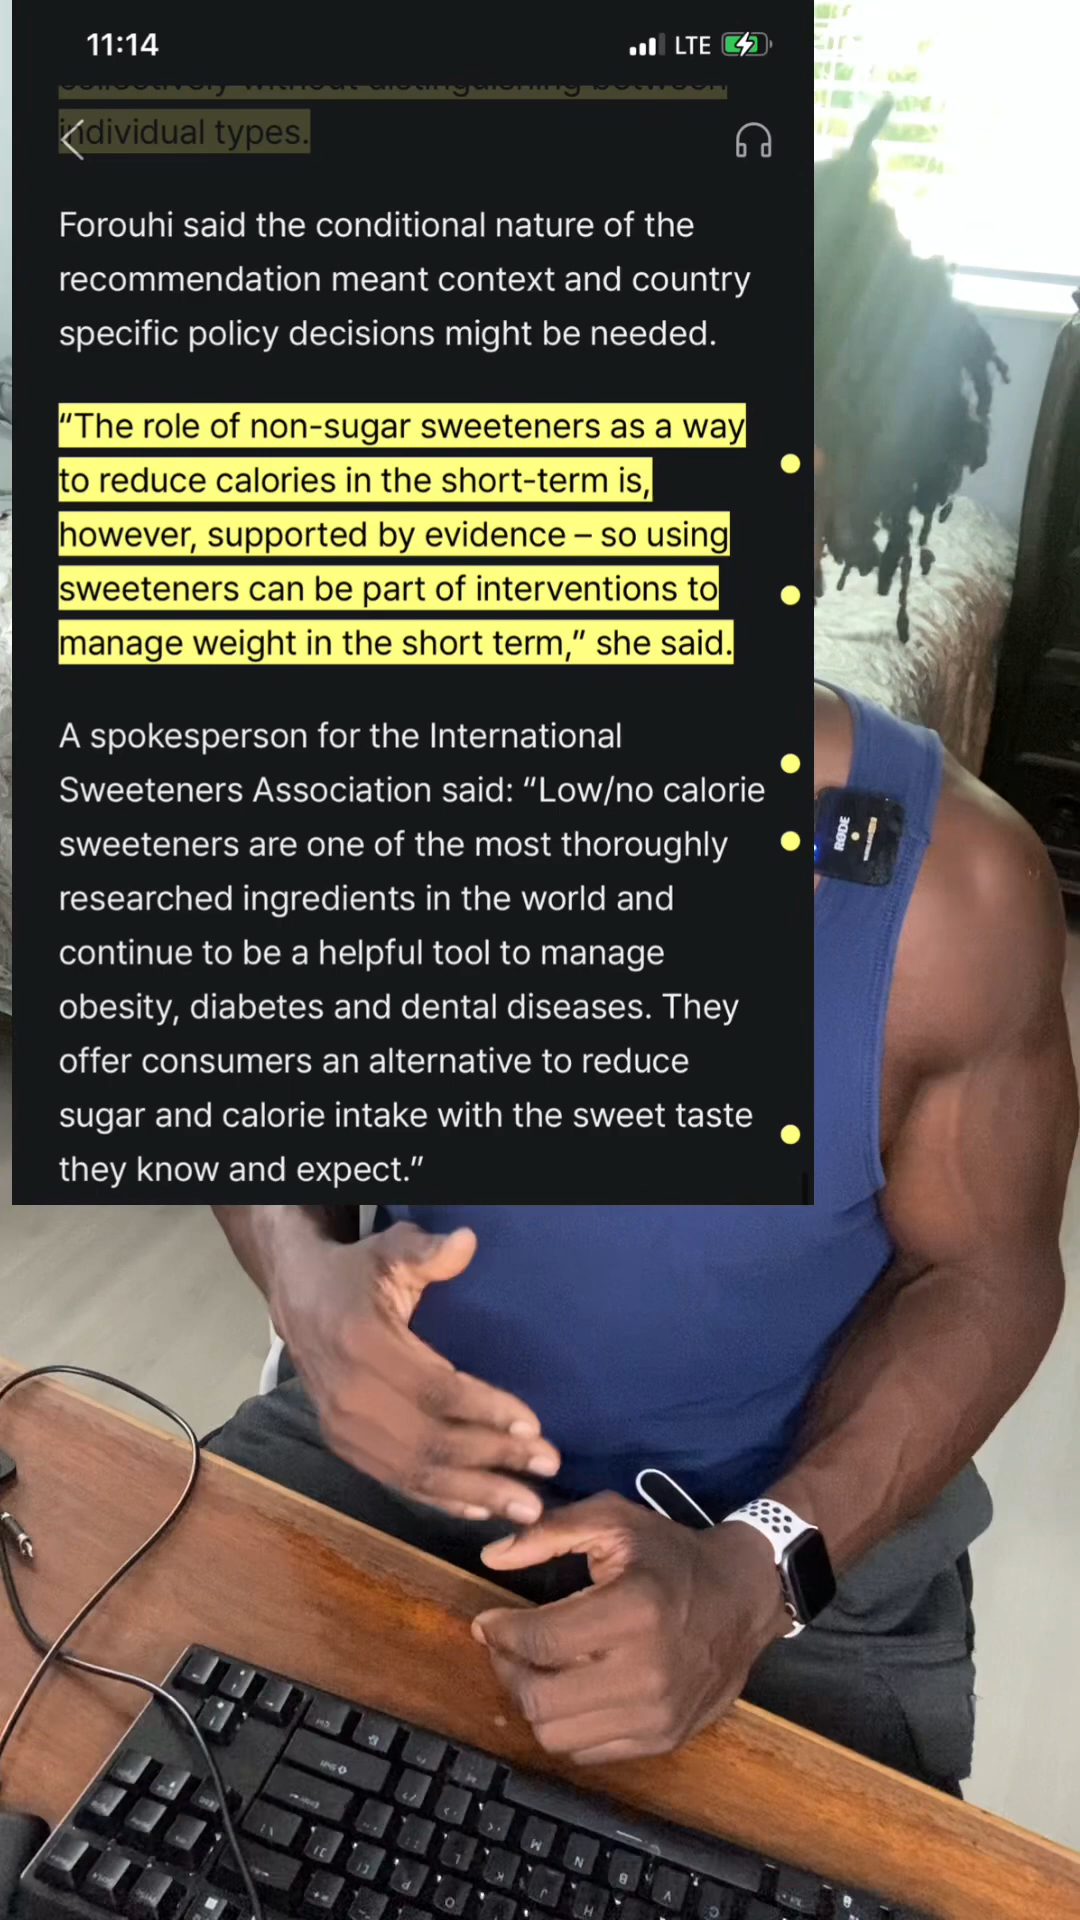 11:14
LTE
collectively without distinguishing between
individual types.
Forouhi said the conditional nature of the
recommendation meant context and country
specific policy decisions might be needed.
“The role of non-sugar sweeteners as a way
to reduce calories in the short-term is,
however, supported by evidence – so using
sweeteners can be part of interventions to
manage weight in the short term,” she said.
A spokesperson for the International
Sweeteners Association said: “Low/no calorie
sweeteners are one of the most thoroughly
researched ingredients in the world and
continue to be a helpful tool to manage
obesity, diabetes and dental diseases. They
offer consumers an alternative to reduce
sugar and calorie intake with the sweet taste
they know and expect.”
RØDE